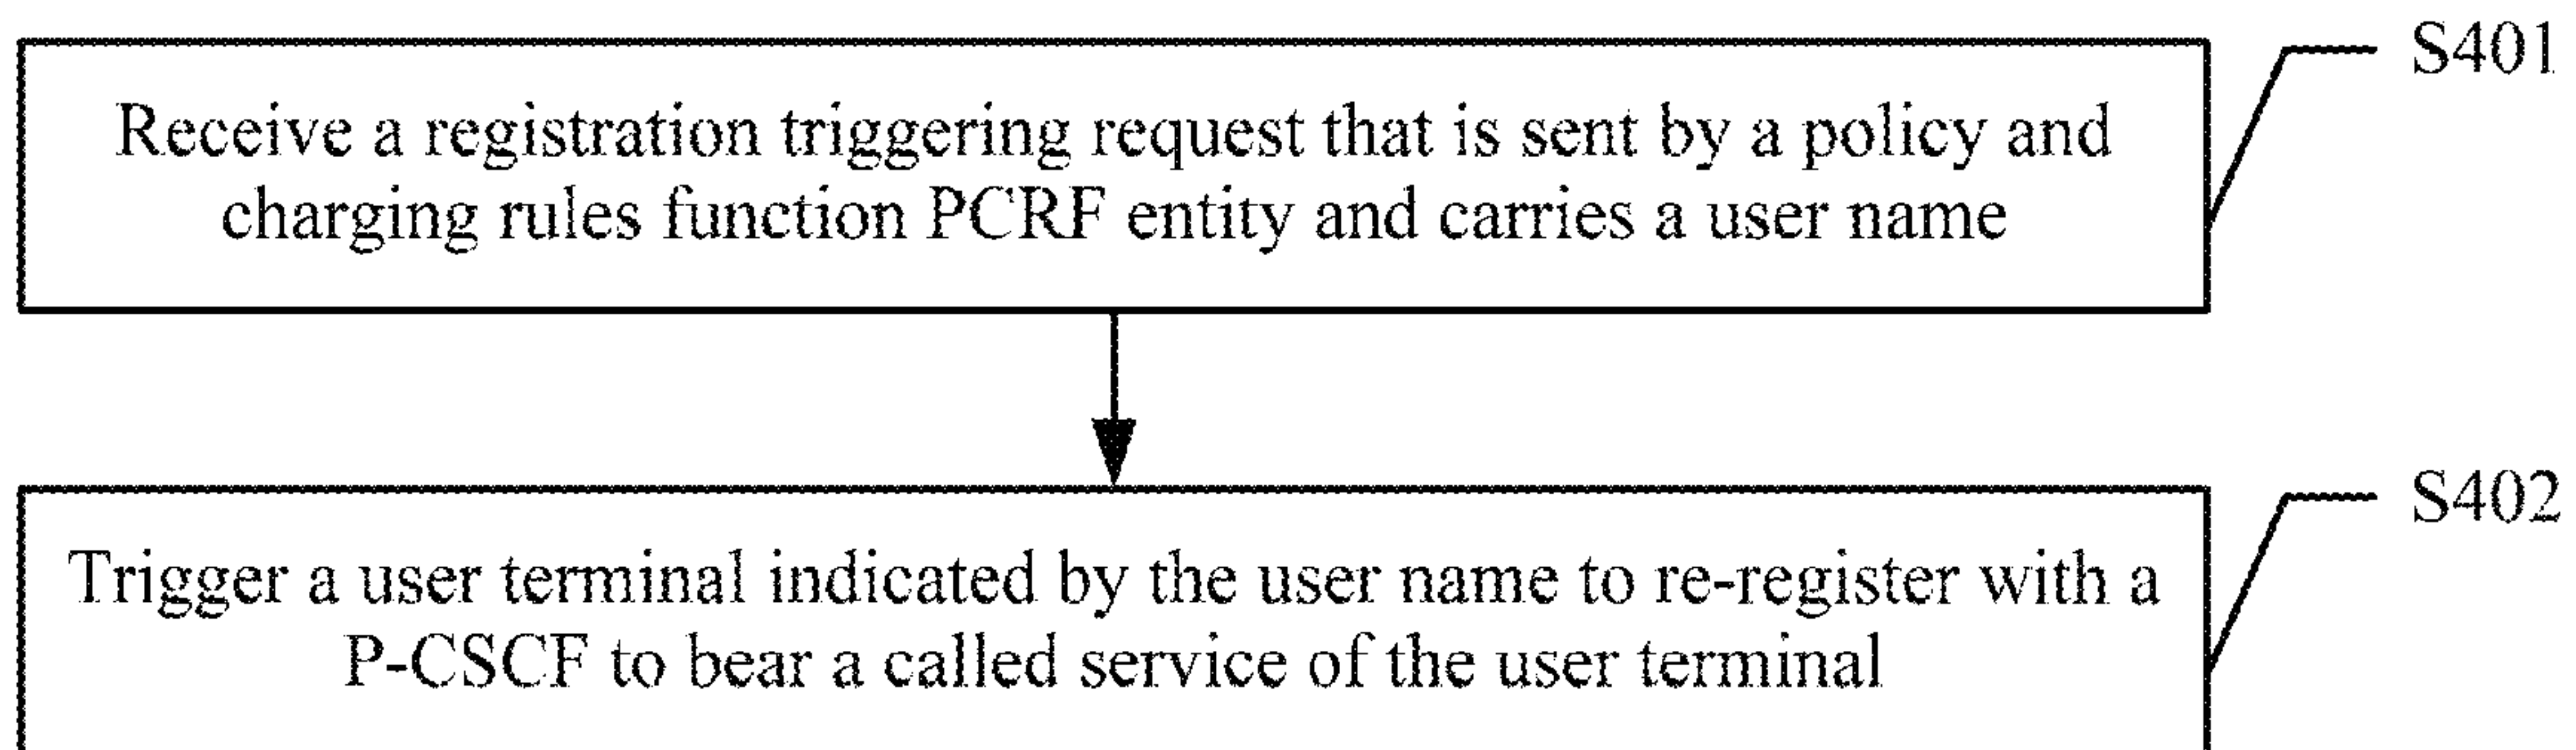 S401
Receive a registration triggering request that is sent by a policy and
charging rules function PCRF entity and carries a user name
S402
Trigger a user terminal indicated by the user name to re-register with a
P-CSCF to bear a called service of the user terminal